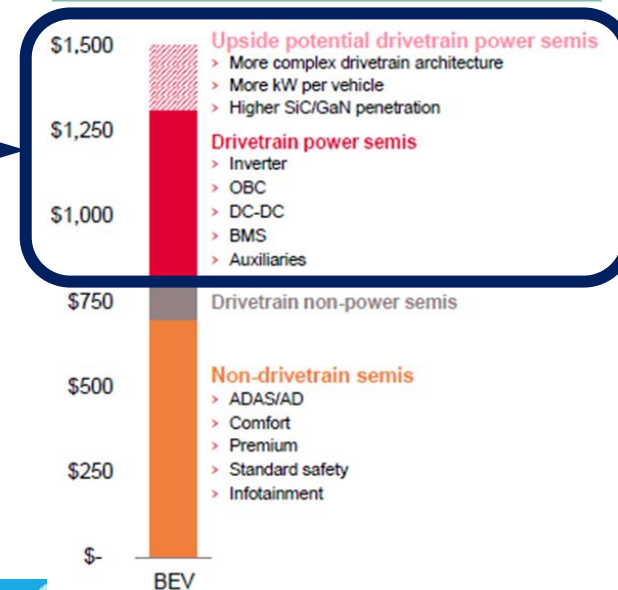 $1,500
Upside potential drivetrain power semis
> More complex drivetrain architecture
> More kW per vehicle
> Higher SiC/GaN penetration
$1,250
Drivetrain power semis
> Inverter
> OBC
$1,000
> DC-DC
> BMS
> Auxiliaries
$750
Drivetrain non-power semis
Non-drivetrain semis
$500
> ADAS/AD
> Comfort
> Premium
$250
> Standard safety
> Infotainment
$-
BEV